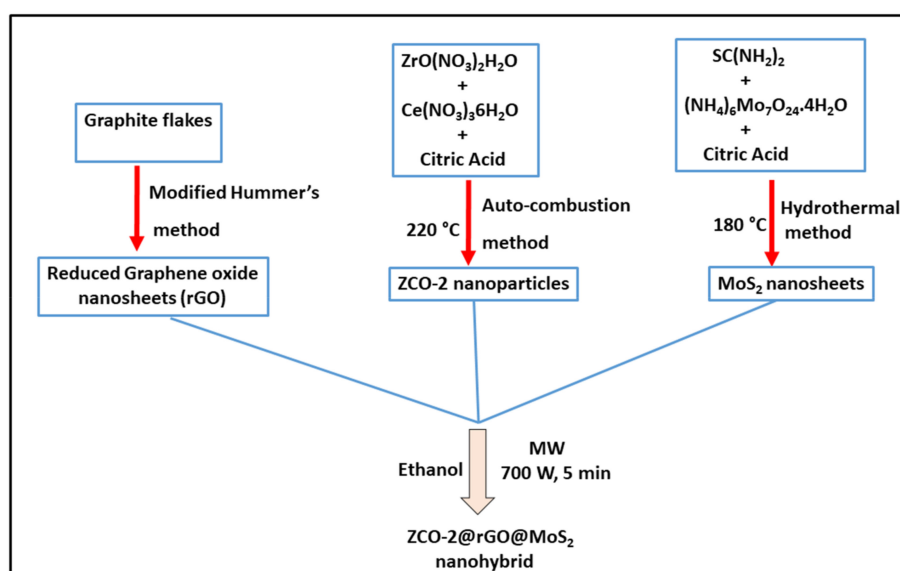 Graphite flakes
Modified Hummer's
method
Reduced Graphene oxide
nanosheets (rGO)
ZrO(NO₃)₂H₂O
+
Ce(NO₃)₃6H₂O
+
Citric Acid
Auto-combustion
220 °C
method
ZCO-2 nanoparticles
SC(NH₂)₂
+
(NH₄)₆Mo₇O₂₄.4H₂O
+
Citric Acid
Hydrothermal
180 °C
method
MoS₂ nanosheets
MW
Ethanol
700 W, 5 min
ZCO-2@rGO@MoS₂
nanohybrid